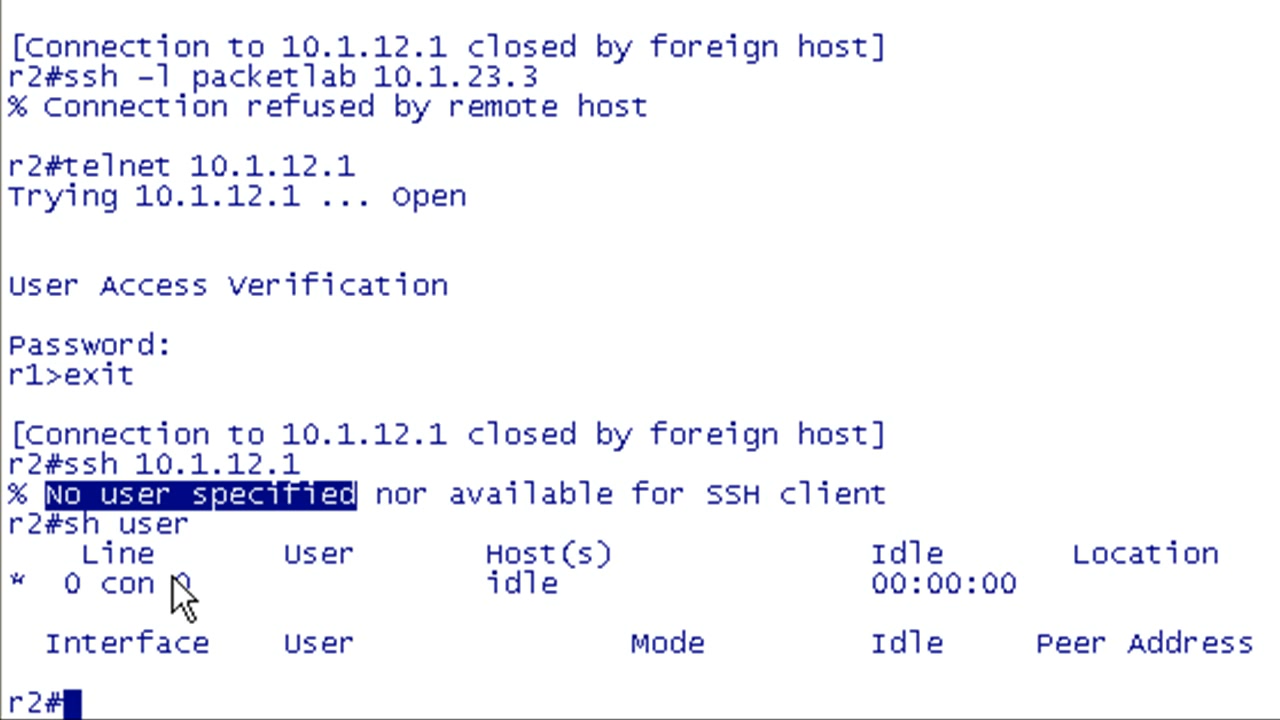 [Connection to 10.1.12.1 closed by foreign host]
r2#ssh -l packetlab 10.1.23.3
% Connection refused by remote host
r2#telnet 10.1.12.1
Trying 10.1.12.1 ... Open
User Access Verification
Password:
r1>exit
[Connection to 10.1.12.1 closed by foreign host]
r2#ssh 10.1.12.1
% No user specified nor available for SSH client
r2#sh user
Line User Host(s) Idle Location
* 0 con 0 idle 00:00:00
Interface User Mode Idle Peer Address
r2#